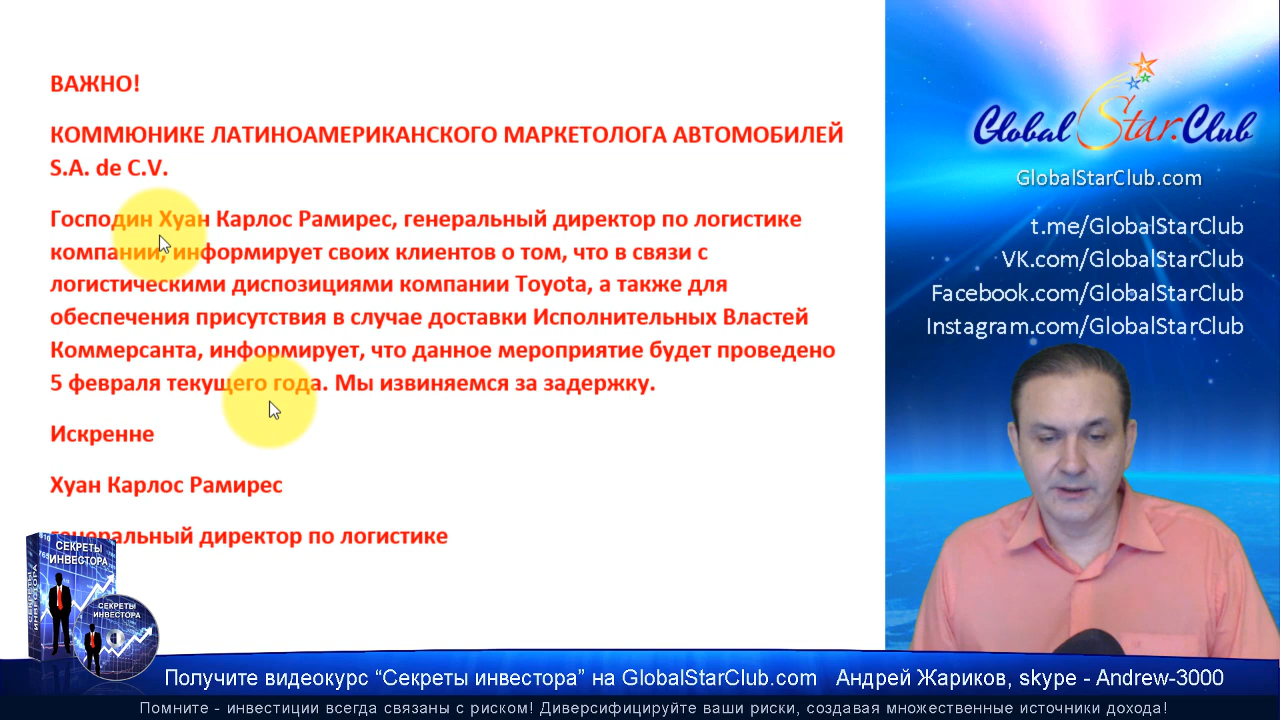 ВАЖНО!
КОММЮНИКЕ ЛАТИНОАМЕРИКАНСКОГО МАРКЕТОЛОГА АВТОМОБИЛЕЙ
S.A. de C.V.
Господин Хуан Карлос Рамирес, генеральный директор по логистике
компании, информирует своих клиентов о том, что в связи с
логистическими диспозициями компании Toyota, а также для
обеспечения присутствия в случае доставки Исполнительных Властей
Коммерсанта, информирует, что данное мероприятие будет проведено
5 февраля текущего года. Мы извиняемся за задержку.
Искренне
Хуан Карлос Рамирес
генеральный директор по логистике
Global Star.Club
GlobalStarClub.com
t.me/GlobalStarClub
VK.com/GlobalStarClub
Facebook.com/GlobalStarClub
Instagram.com/GlobalStarClub
СЕКРЕТЫ
ИНВЕСТОРА
СЕКРЕТЫ
ИНВЕСТОРА
СЕКРЕТЫ
ИНВЕСТОРА
Получите видеокурс “Секреты инвестора” на GlobalStarClub.com Андрей Жариков, skype - Andrew-3000
Помните - инвестиции всегда связаны с риском! Диверсифицируйте ваши риски, создавая множественные источники дохода!